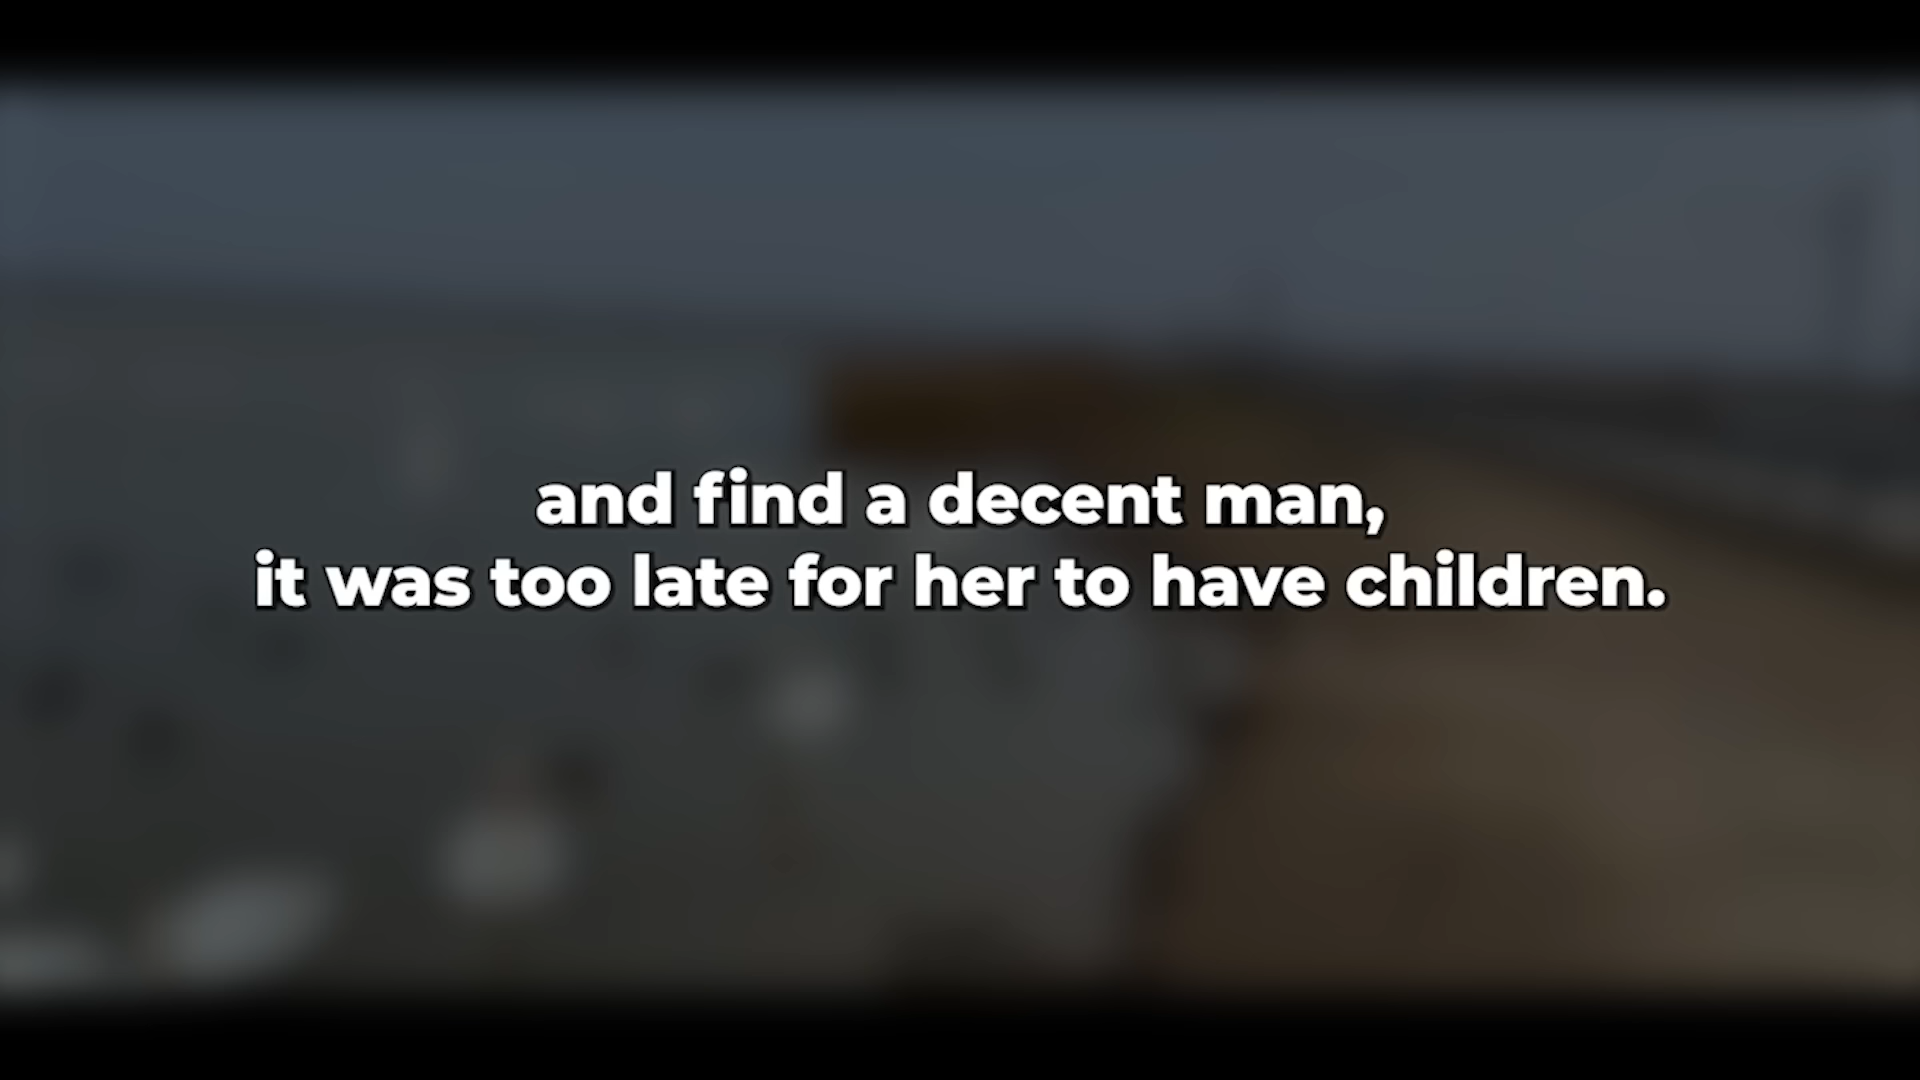 and find a decent man,
it was too late for her to have children.